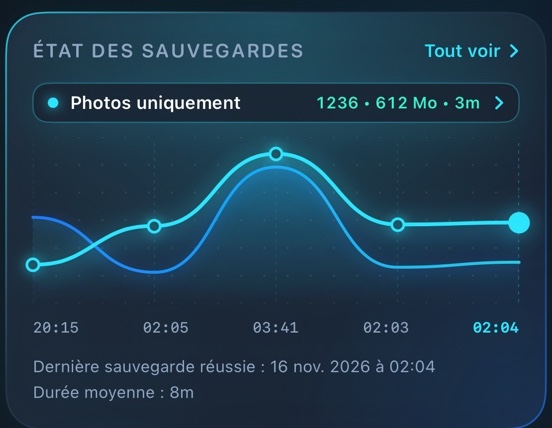 ÉTAT DES SAUVEGARDES
Tout voir
Photos uniquement
1236 • 612 Mo • 3m
20:15 02:05 03:41 02:03 02:04
Dernière sauvegarde réussie : 16 nov. 2026 à 02:04
Durée moyenne : 8m